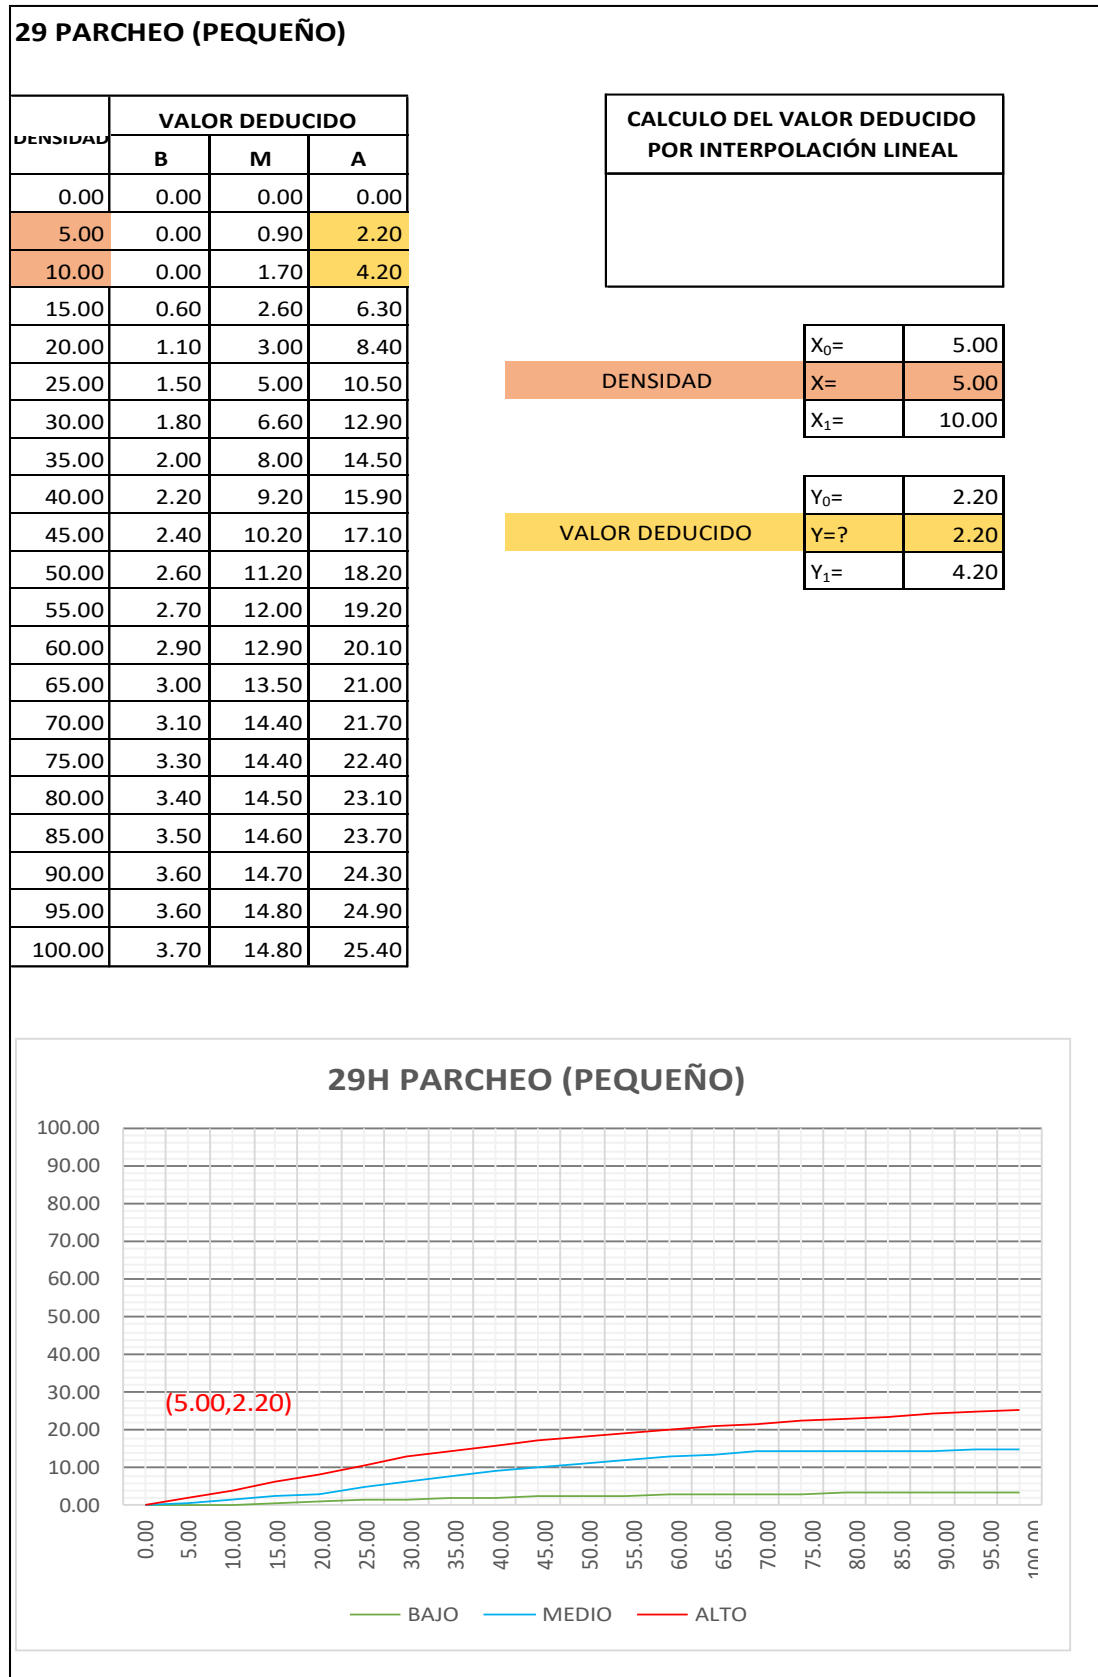 29 PARCHEO (PEQUEÑO)
DENSIDAD VALOR DEDUCIDO
B M A
0.00 0.00 0.00 0.00
5.00 0.00 0.90 2.20
10.00 0.00 1.70 4.20
15.00 0.60 2.60 6.30
20.00 1.10 3.00 8.40
25.00 1.50 5.00 10.50
30.00 1.80 6.60 12.90
35.00 2.00 8.00 14.50
40.00 2.20 9.20 15.90
45.00 2.40 10.20 17.10
50.00 2.60 11.20 18.20
55.00 2.70 12.00 19.20
60.00 2.90 12.90 20.10
65.00 3.00 13.50 21.00
70.00 3.10 14.40 21.70
75.00 3.30 14.40 22.40
80.00 3.40 14.50 23.10
85.00 3.50 14.60 23.70
90.00 3.60 14.70 24.30
95.00 3.60 14.80 24.90
100.00 3.70 14.80 25.40
CALCULO DEL VALOR DEDUCIDO
POR INTERPOLACIÓN LINEAL
X₀= 5.00
DENSIDAD X= 5.00
X₁= 10.00
Y₀= 2.20
VALOR DEDUCIDO Y=? 2.20
Y₁= 4.20
29H PARCHEO (PEQUEÑO)
100.00
90.00
80.00
70.00
60.00
50.00
40.00
30.00
20.00
10.00
0.00
(5.00,2.20)
0.00 5.00 10.00 15.00 20.00 25.00 30.00 35.00 40.00 45.00 50.00 55.00 60.00 65.00 70.00 75.00 80.00 85.00 90.00 95.00 100.00
BAJO MEDIO ALTO